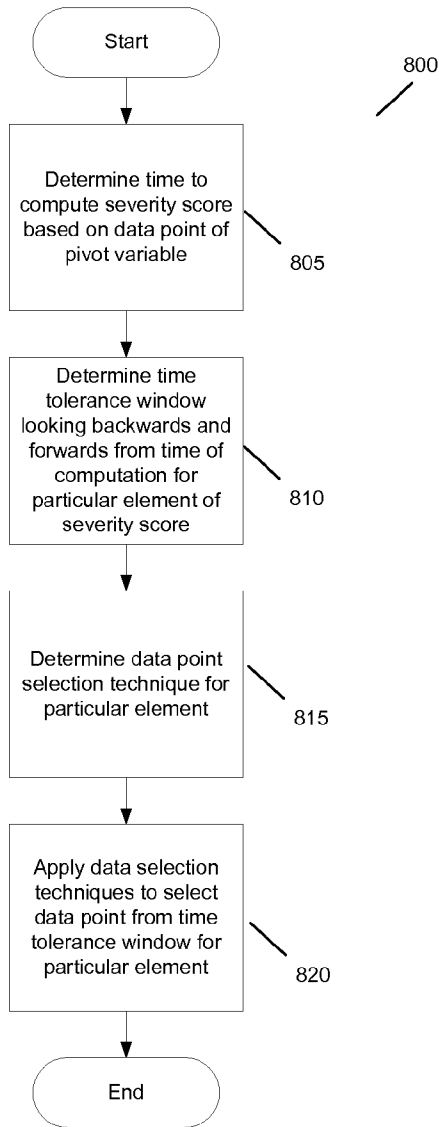 Start
800
Determine time to
compute severity score
based on data point of
pivot variable
805
Determine time
tolerance window
looking backwards and
forwards from time of
computation for
particular element of
severity score
810
Determine data point
selection technique for
particular element
815
Apply data selection
techniques to select
data point from time
tolerance window for
particular element
820
End